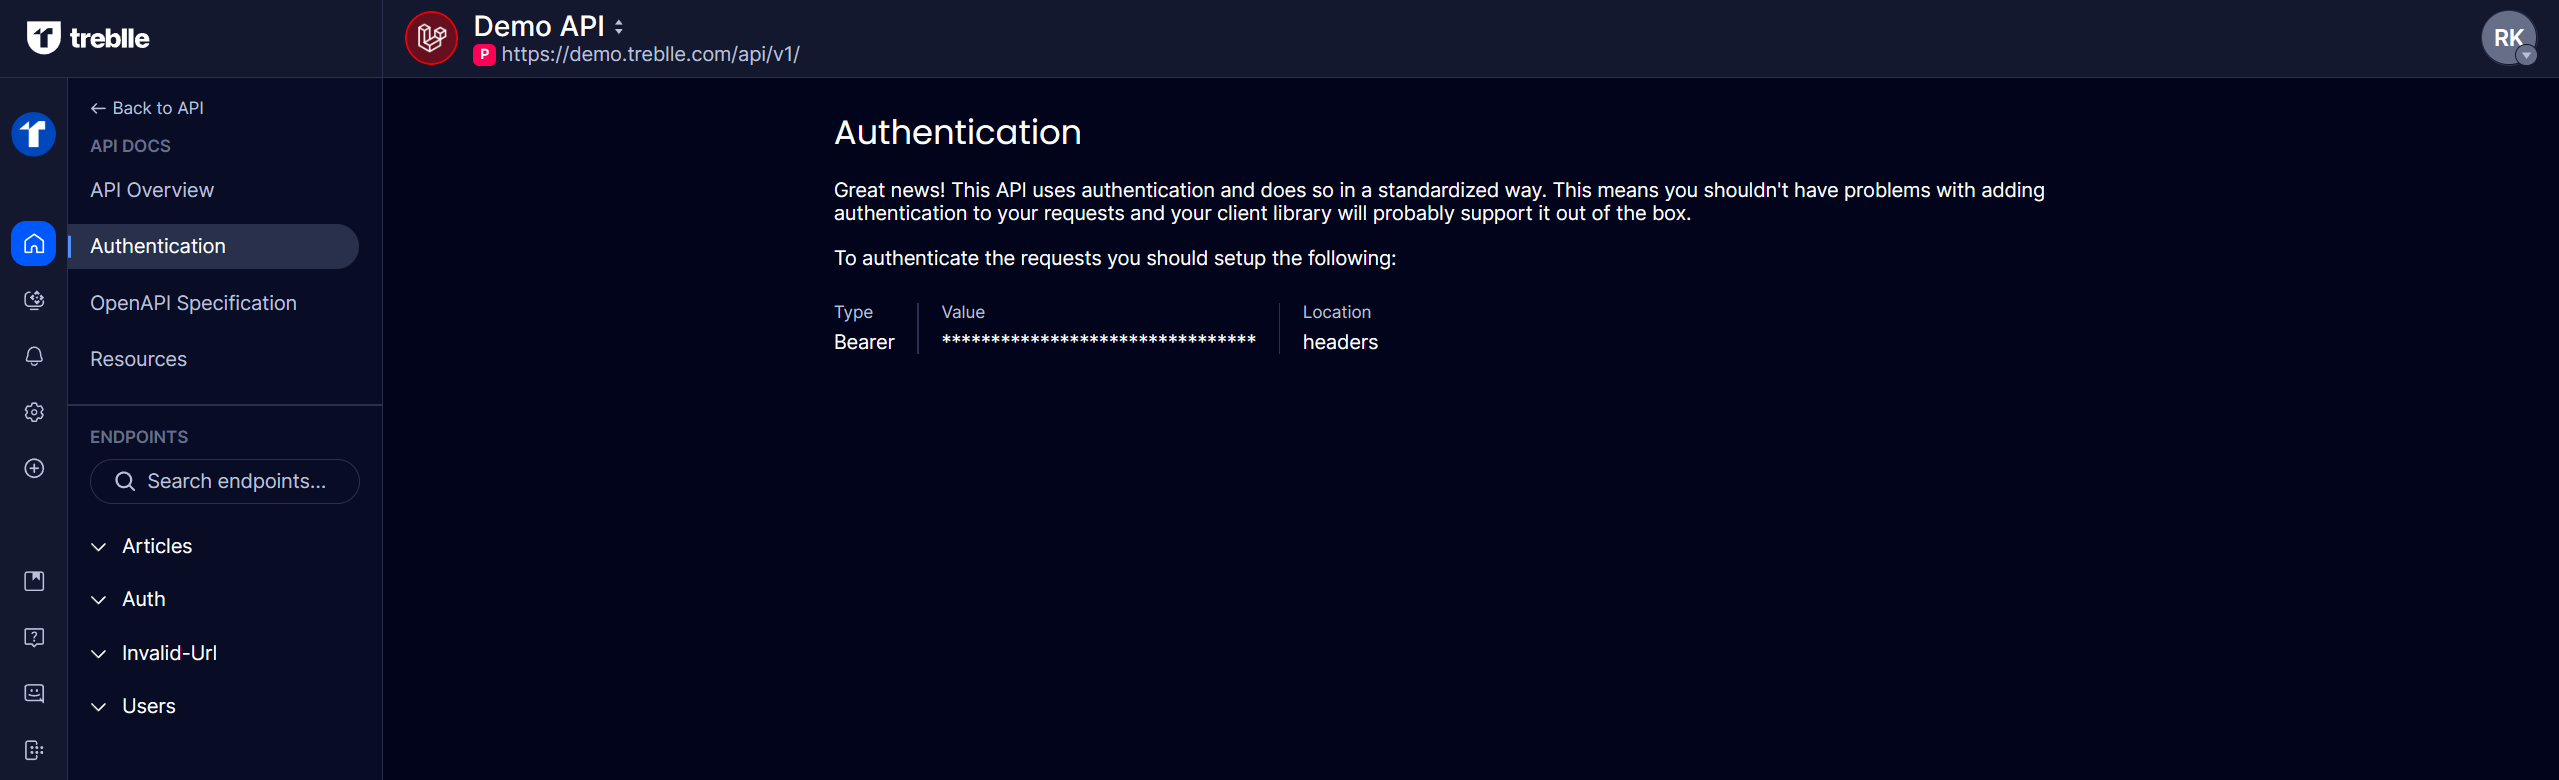 treblle
Demo API
P https://demo.treblle.com/api/v1/
RK
Back to API
API DOCS
API Overview
Authentication
OpenAPI Specification
Resources
ENDPOINTS
Search endpoints...
Articles
Auth
Invalid-Url
Users
Authentication
Great news! This API uses authentication and does so in a standardized way. This means you shouldn't have problems with adding
authentication to your requests and your client library will probably support it out of the box.
To authenticate the requests you should setup the following:
Type Value Location
Bearer ******************************** headers